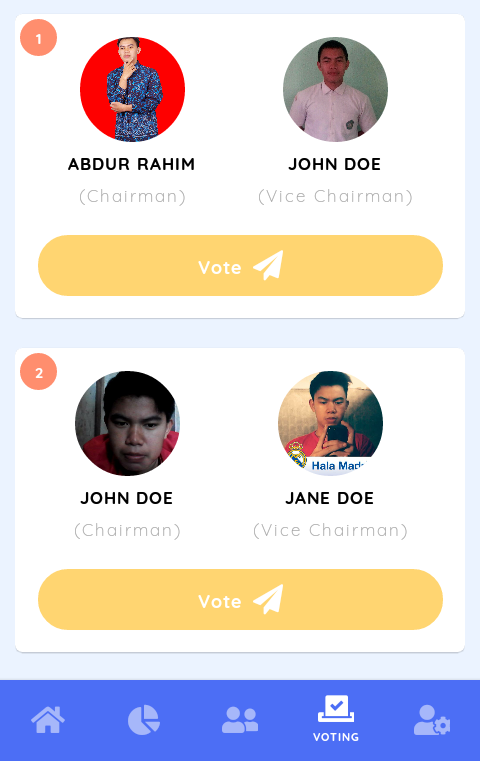 1
ABDUR RAHIM JOHN DOE
(Chairman) (Vice Chairman)
Vote
2
Hala Mad
JOHN DOE JANE DOE
(Chairman) (Vice Chairman)
Vote
VOTING